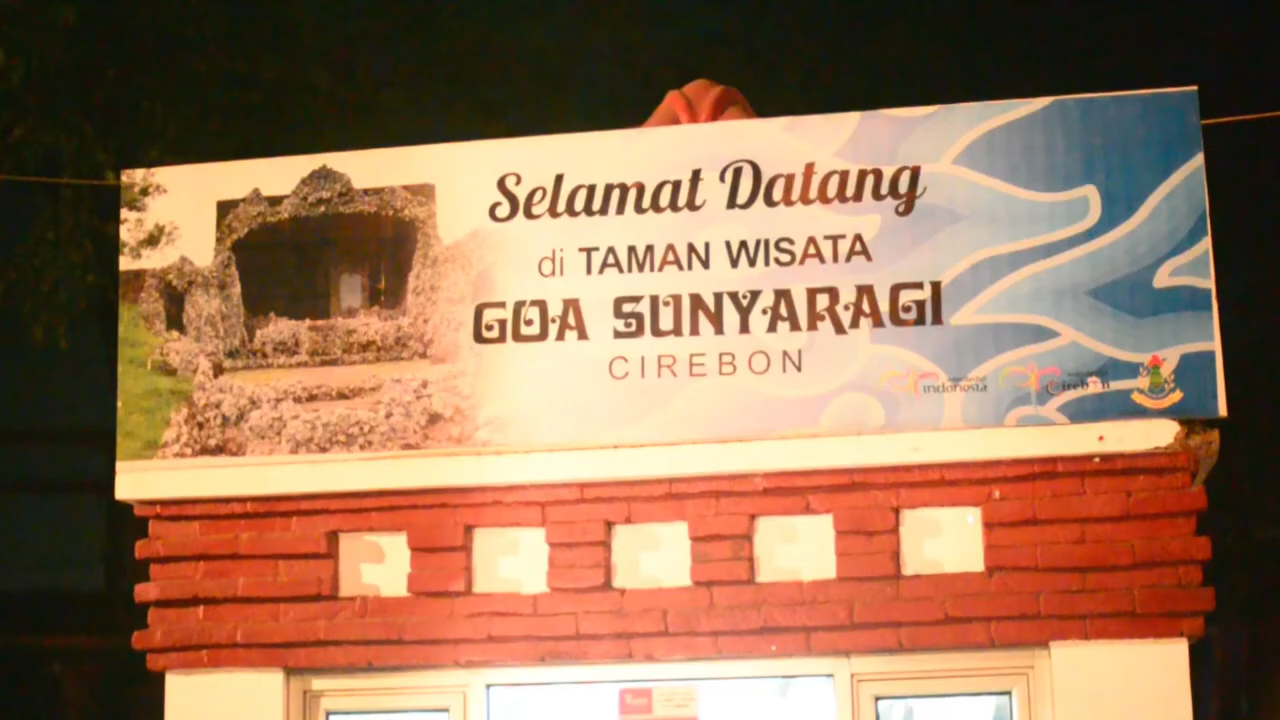 Selamat Datang
di TAMAN WISATA
GOA SUNYARAGI
CIREBON
indonesia
Cirebon